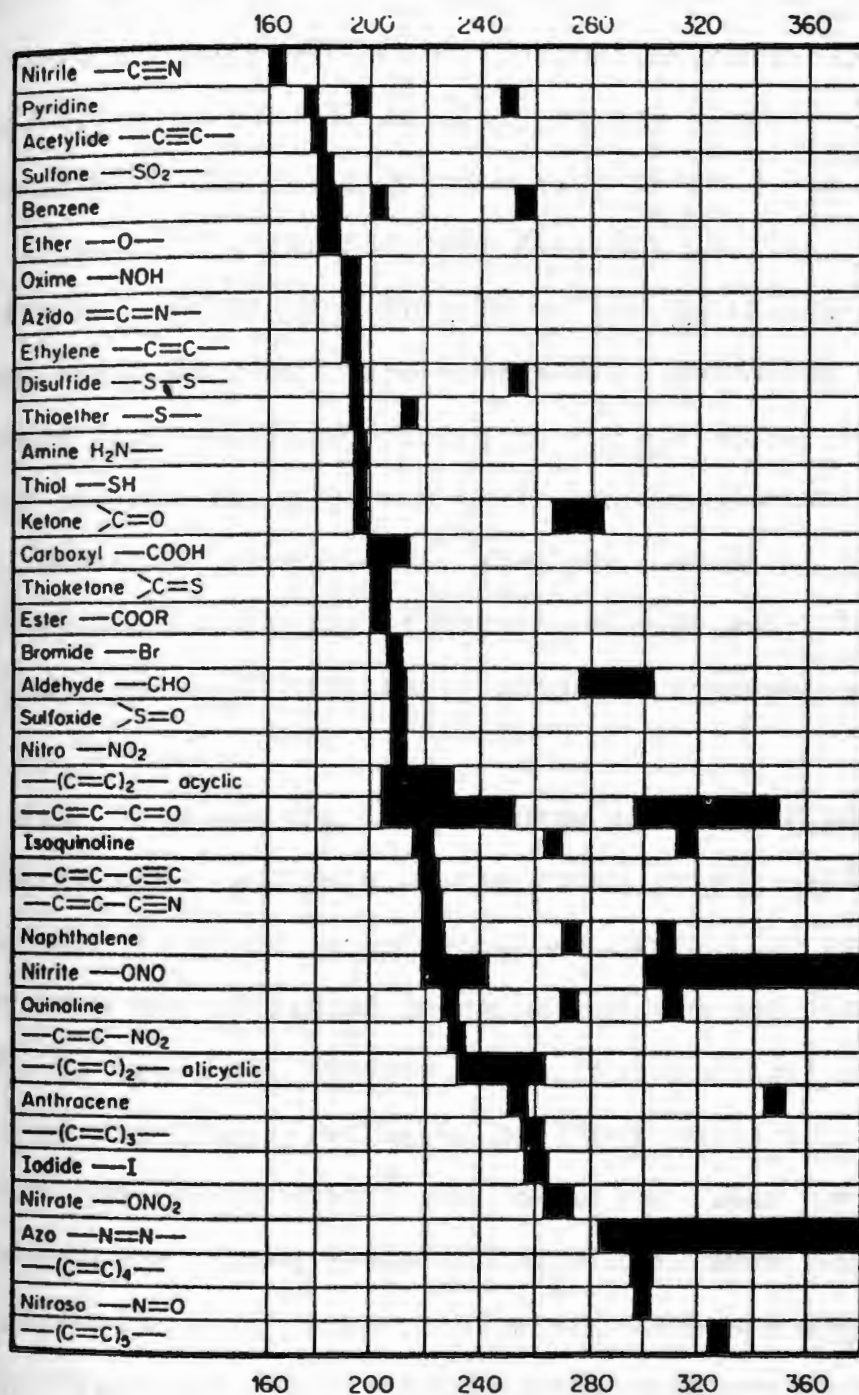 160 200 240 280 320 360
Nitrile —C≡N
Pyridine
Acetylide —C≡C—
Sulfone —SO₂—
Benzene
Ether —O—
Oxime —NOH
Azido =C=N—
Ethylene —C=C—
Disulfide —S—S—
Thioether —S—
Amine H₂N—
Thiol —SH
Ketone >C=O
Carboxyl —COOH
Thioketone >C=S
Ester —COOR
Bromide —Br
Aldehyde —CHO
Sulfoxide >S=O
Nitro —NO₂
—(C=C)₂— acyclic
—C=C—C=O
Isoquinoline
—C=C—C≡C
—C=C—C≡N
Naphthalene
Nitrite —ONO
Quinoline
—C=C—NO₂
—(C=C)₂— alicyclic
Anthracene
—(C=C)₃—
Iodide —I
Nitrate —ONO₂
Azo —N=N—
—(C=C)₄—
Nitroso —N=O
—(C=C)₅—
160 200 240 280 320 360